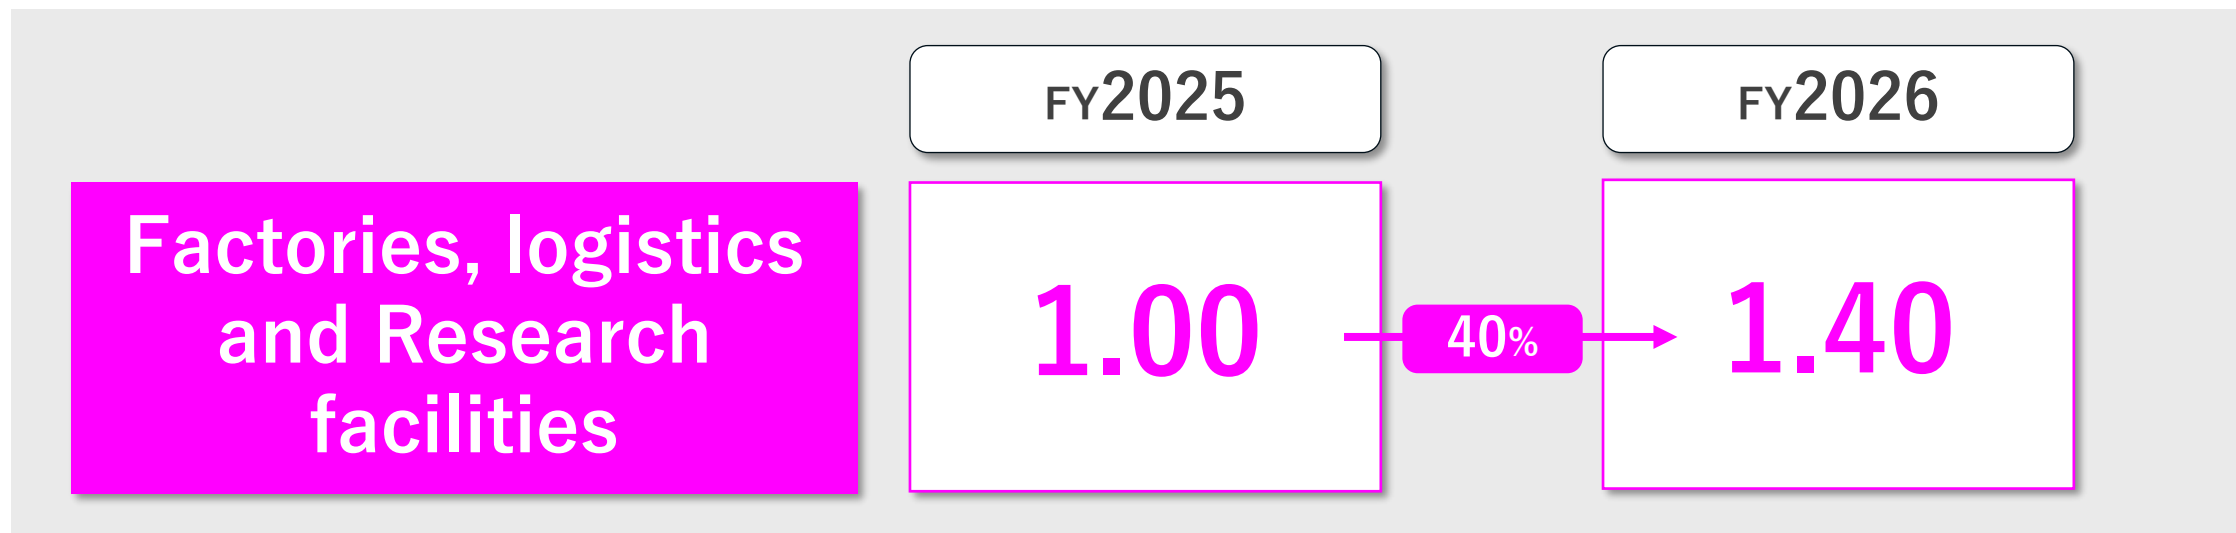 FY2025
FY2026
Factories, logistics
and Research
facilities
1.00
40%
1.40